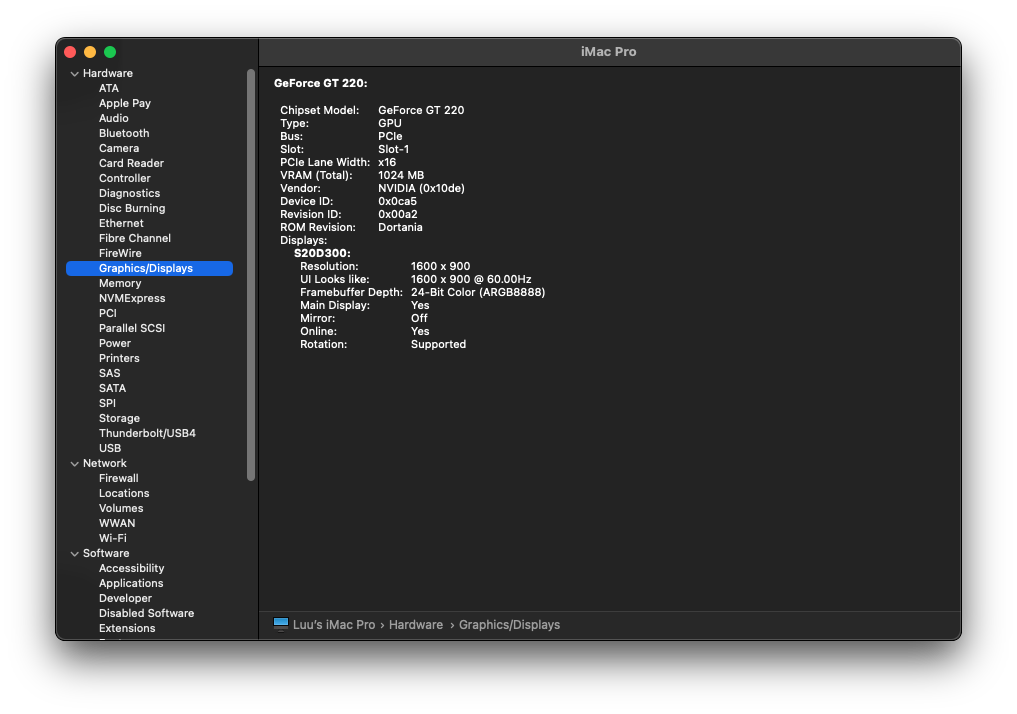 iMac Pro
Hardware
ATA
Apple Pay
Audio
Bluetooth
Camera
Card Reader
Controller
Diagnostics
Disc Burning
Ethernet
Fibre Channel
FireWire
Graphics/Displays
Memory
NVMExpress
PCI
Parallel SCSI
Power
Printers
SAS
SATA
SPI
Storage
Thunderbolt/USB4
USB
Network
Firewall
Locations
Volumes
WWAN
Wi-Fi
Software
Accessibility
Applications
Developer
Disabled Software
Extensions
GeForce GT 220:
Chipset Model: GeForce GT 220
Type: GPU
Bus: PCIe
Slot: Slot-1
PCIe Lane Width: x16
VRAM (Total): 1024 MB
Vendor: NVIDIA (0x10de)
Device ID: 0x0ca5
Revision ID: 0x00a2
ROM Revision: Dortania
Displays:
S20D300:
Resolution: 1600 x 900
UI Looks like: 1600 x 900 @ 60.00Hz
Framebuffer Depth: 24-Bit Color (ARGB8888)
Main Display: Yes
Mirror: Off
Online: Yes
Rotation: Supported
Luu’s iMac Pro › Hardware › Graphics/Displays